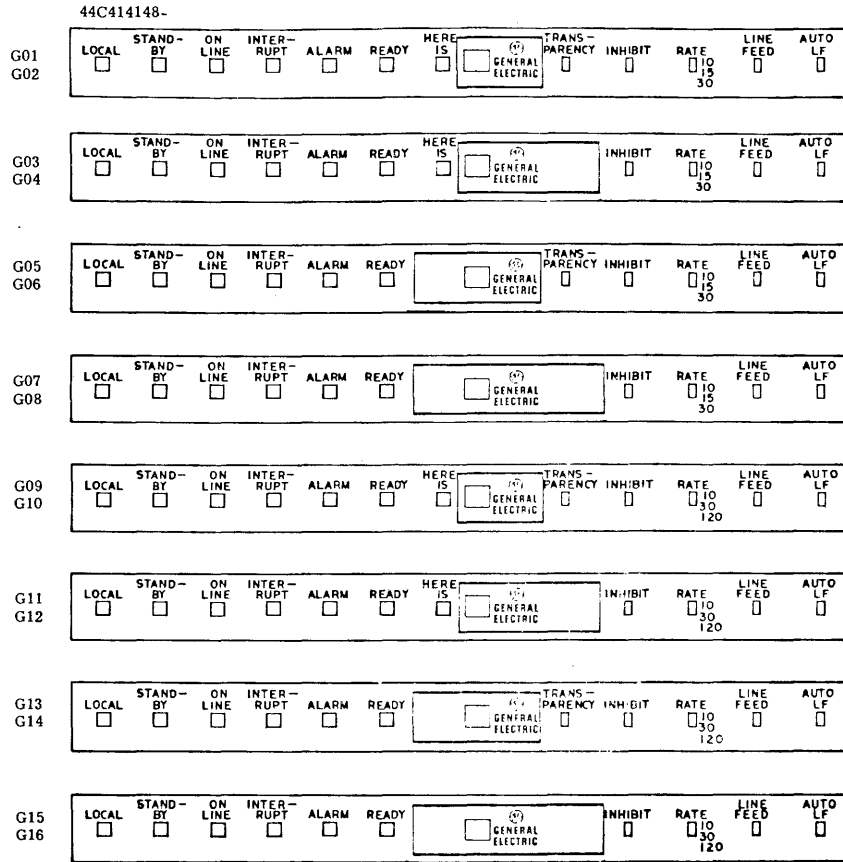 44C414148-
G01
G02
LOCAL STAND-BY ON LINE INTER-RUPT ALARM READY HERE IS GENERAL ELECTRIC TRANS-PARENCY INHIBIT RATE 10 15 30 LINE FEED AUTO LF
G03
G04
LOCAL STAND-BY ON LINE INTER-RUPT ALARM READY HERE IS GENERAL ELECTRIC INHIBIT RATE 10 15 30 LINE FEED AUTO LF
G05
G06
LOCAL STAND-BY ON LINE INTER-RUPT ALARM READY GENERAL ELECTRIC TRANS-PARENCY INHIBIT RATE 10 15 30 LINE FEED AUTO LF
G07
G08
LOCAL STAND-BY ON LINE INTER-RUPT ALARM READY GENERAL ELECTRIC INHIBIT RATE 10 15 30 LINE FEED AUTO LF
G09
G10
LOCAL STAND-BY ON LINE INTER-RUPT ALARM READY HERE IS GENERAL ELECTRIC TRANS-PARENCY INHIBIT RATE 10 30 120 LINE FEED AUTO LF
G11
G12
LOCAL STAND-BY ON LINE INTER-RUPT ALARM READY HERE IS GENERAL ELECTRIC INHIBIT RATE 10 30 120 LINE FEED AUTO LF
G13
G14
LOCAL STAND-BY ON LINE INTER-RUPT ALARM READY GENERAL ELECTRIC TRANS-PARENCY INHIBIT RATE 10 30 120 LINE FEED AUTO LF
G15
G16
LOCAL STAND-BY ON LINE INTER-RUPT ALARM READY GENERAL ELECTRIC INHIBIT RATE 10 30 120 LINE FEED AUTO LF